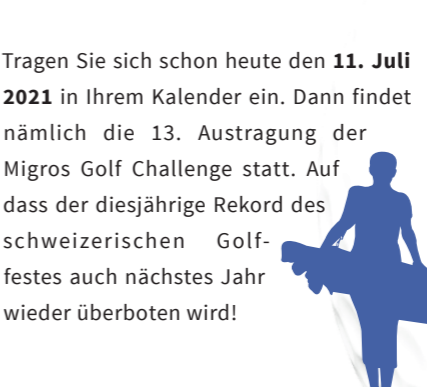 Tragen Sie sich schon heute den 11. Juli
2021 in Ihrem Kalender ein. Dann findet
nämlich die 13. Austragung der
Migros Golf Challenge statt. Auf
dass der diesjährige Rekord des
schweizerischen Golf-
festes auch nächstes Jahr
wieder überboten wird!